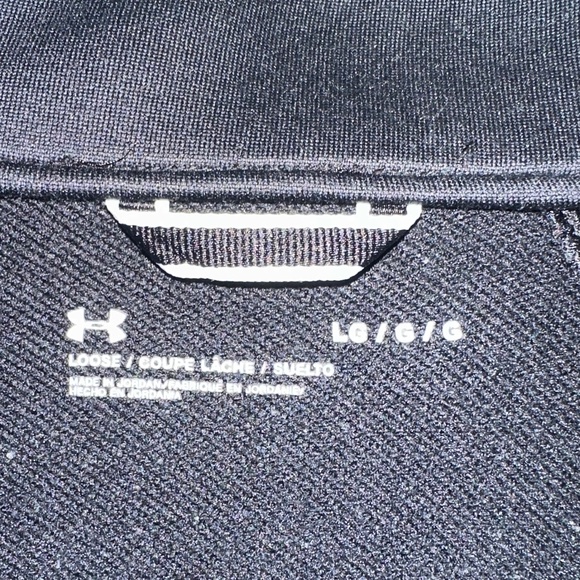 LG / G / G
LOOSE / COUPE LÂCHE / SUELTO
MADE IN JORDAN/FABRIQUÉ EN JORDANIE/
HECHO EN JORDANIA